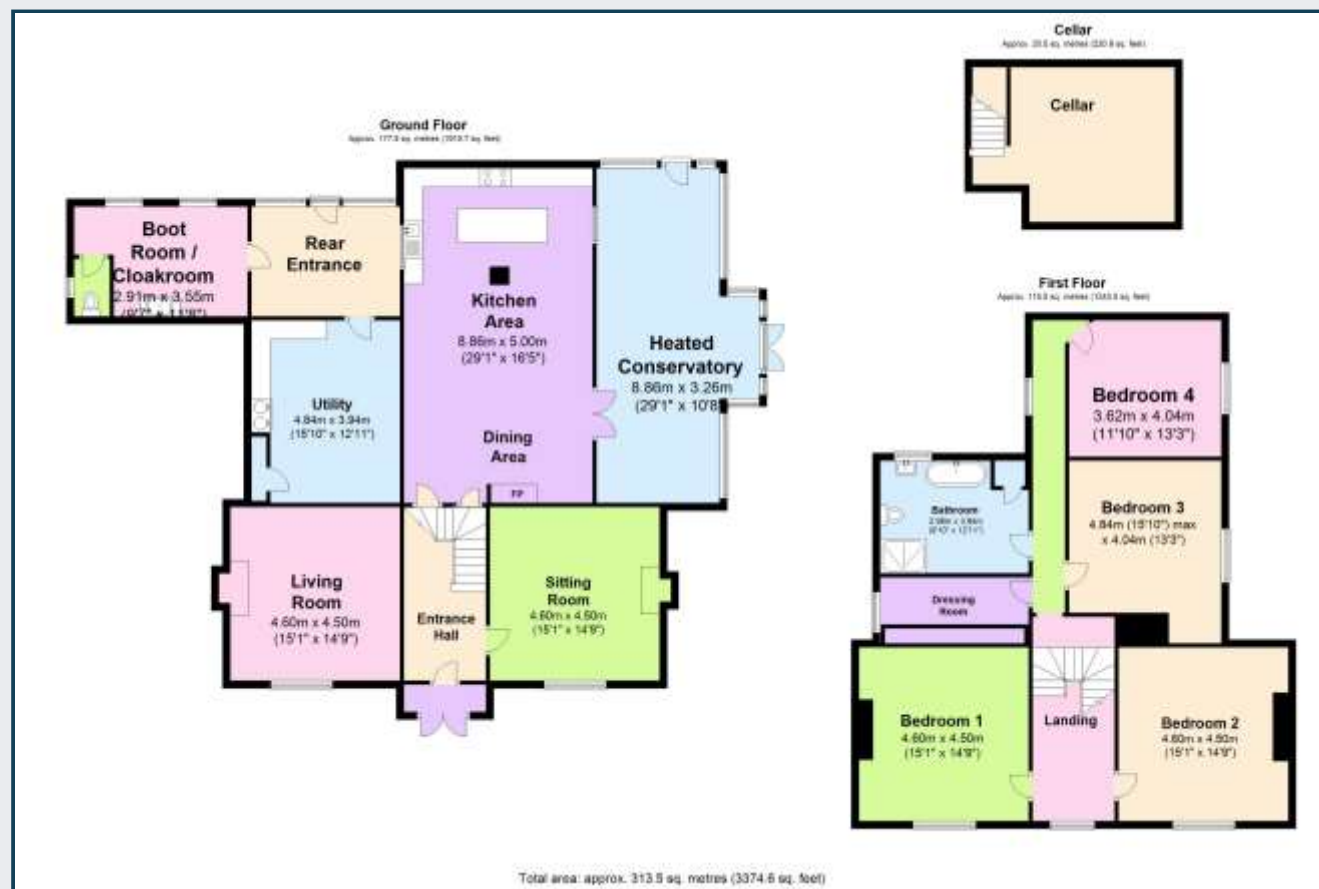 Cellar
Cellar
Ground Floor
Boot
Room /
Cloakroom
2.91m x 3.55m
Rear
Entrance
Kitchen
Area
8.86m x 5.00m
(29'1" x 16'5")
Heated
Conservatory
8.86m x 3.26m
(29'1" x 10'8
Utility
4.84m x 3.94m
(15'10" x 12'11")
Dining
Area
FP
Living
Room
4.60m x 4.50m
(15'1" x 14'9")
Entrance
Hall
Sitting
Room
4.60m x 4.50m
(15'1" x 14'9")
First Floor
Bedroom 4
3.62m x 4.04m
(11'10" x 13'3")
Bedroom 3
4.84m (15'10") max
x 4.04m (13'3")
Bathroom
Dressing
Room
Bedroom 1
4.60m x 4.50m
(15'1" x 14'9")
Landing
Bedroom 2
4.60m x 4.50m
(15'1" x 14'9")
Total area: approx. 313.5 sq. metres (3374.6 sq. feet)